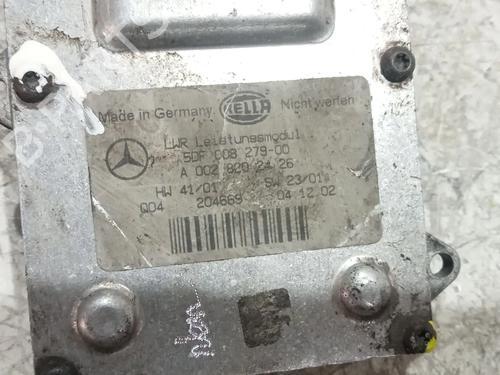 Made in Germany HELLA Nicht werfen
LWR Leistungsmodul
5DF 008 279-00
A 002 820 24 26
HW 41/01 SW 23/01
Q04 204669 04.12.02